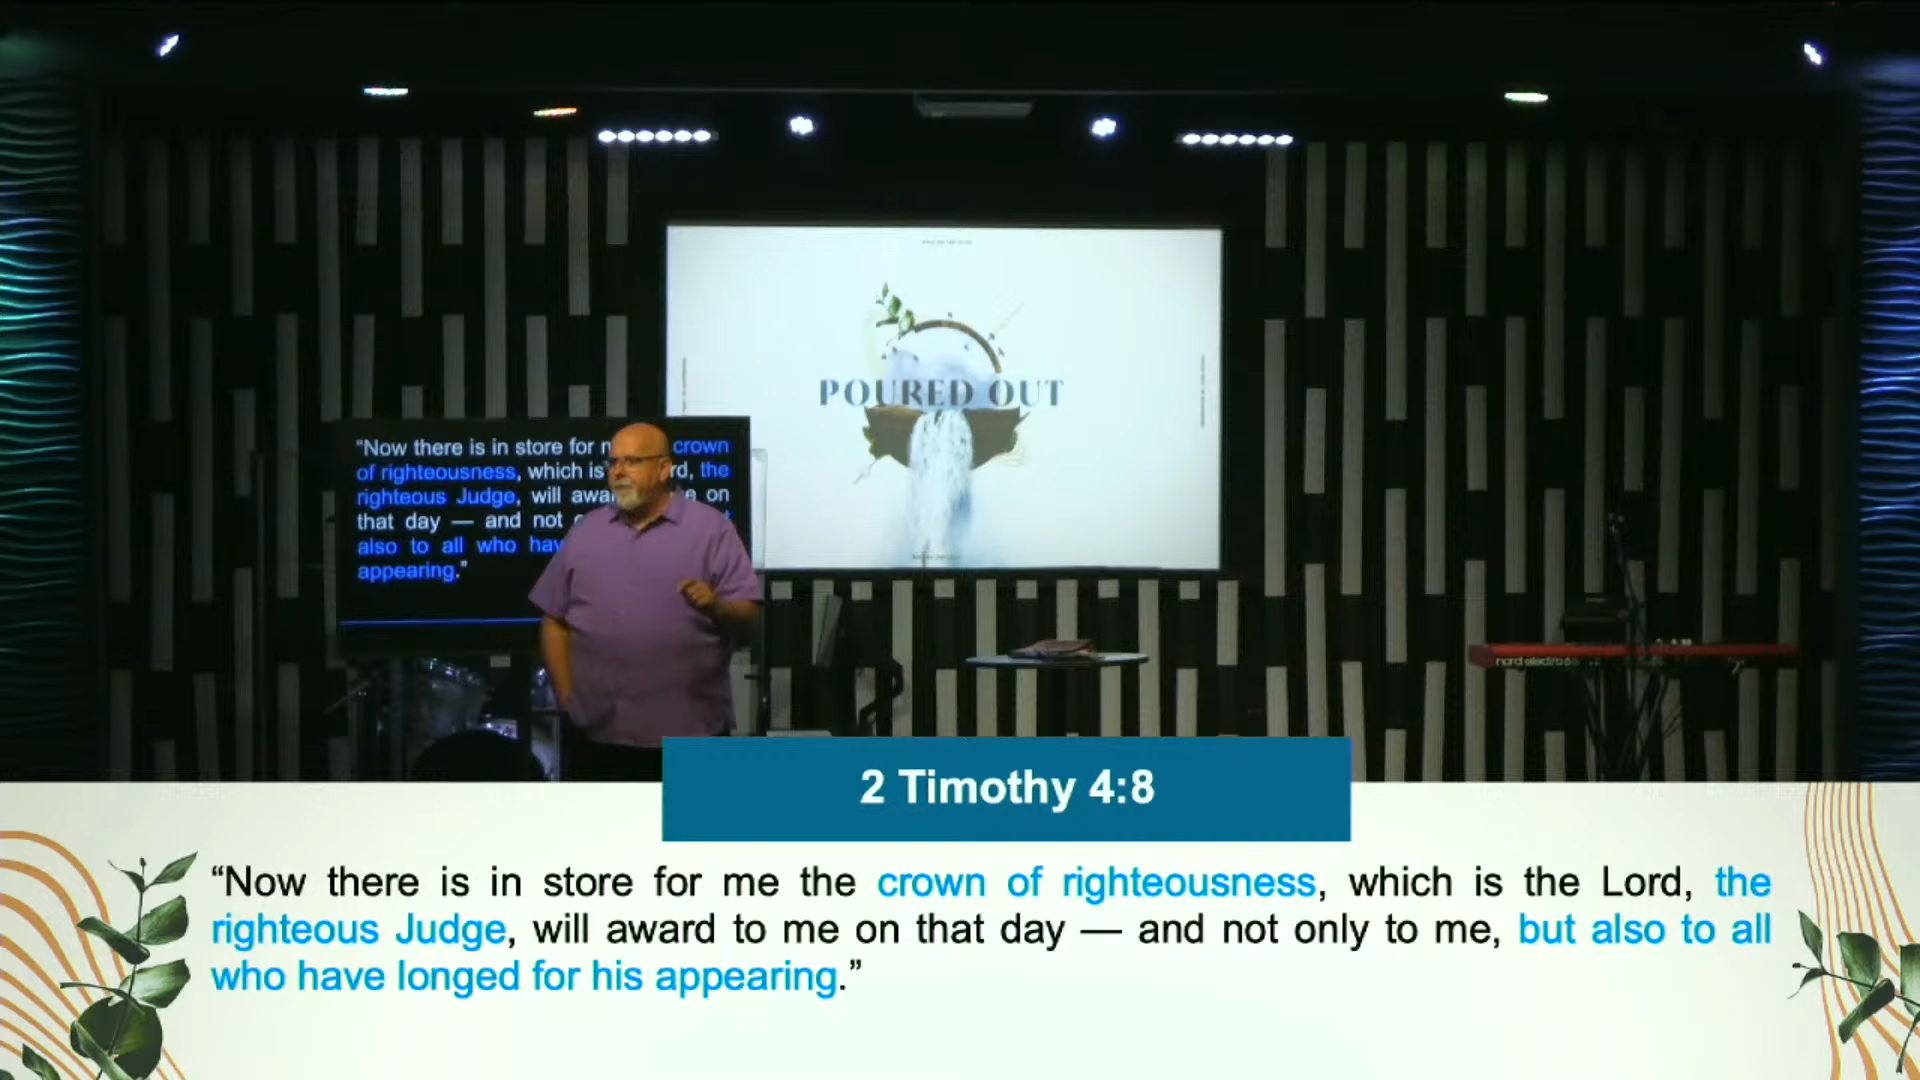 POURED OUT
“Now there is in store for crown
of righteousness, which is rd, the
righteous Judge, will on
that day — and not
also to all who
appearing.”
nord electro 6
2 Timothy 4:8
“Now there is in store for me the crown of righteousness, which is the Lord, the
righteous Judge, will award to me on that day — and not only to me, but also to all
who have longed for his appearing.”